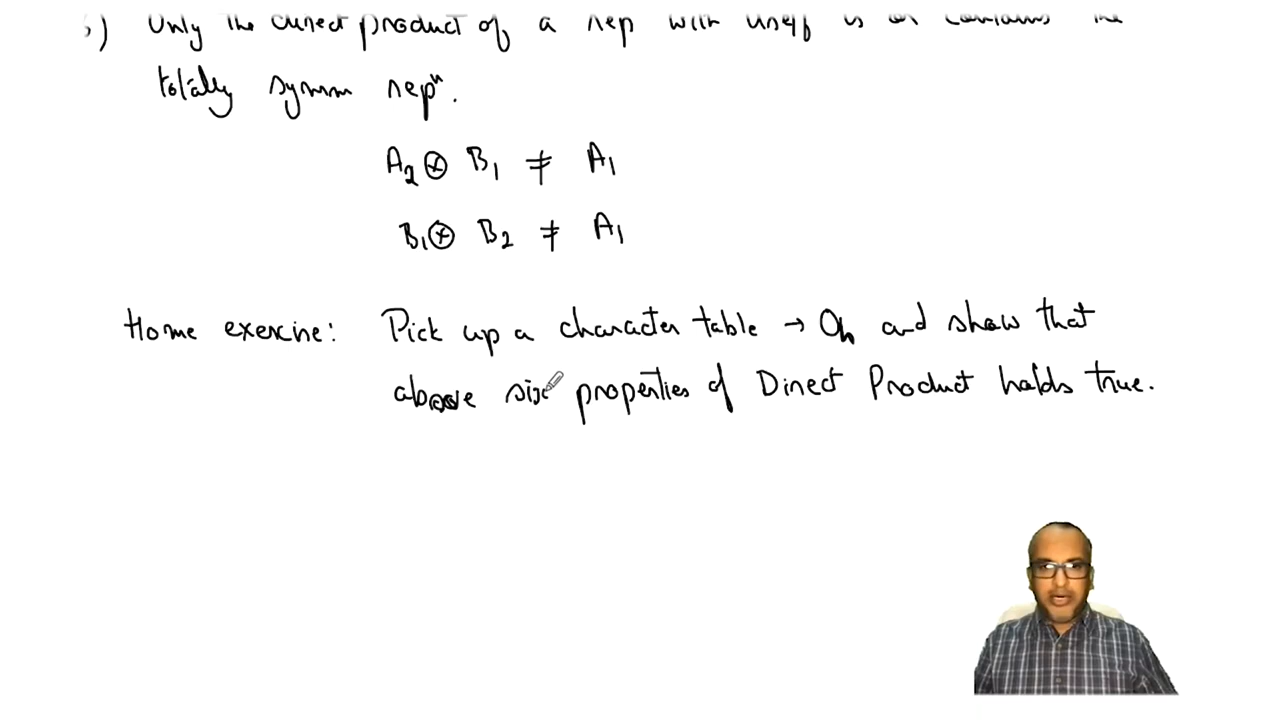 ) Only the direct product of a rep with itself is or contains the
totally symm repⁿ.
A₂ ⊗ B₁ ≠ A₁
B₁ ⊗ B₂ ≠ A₁
Home exercise: Pick up a character table → Oh and show that
above six properties of Direct Product holds true.